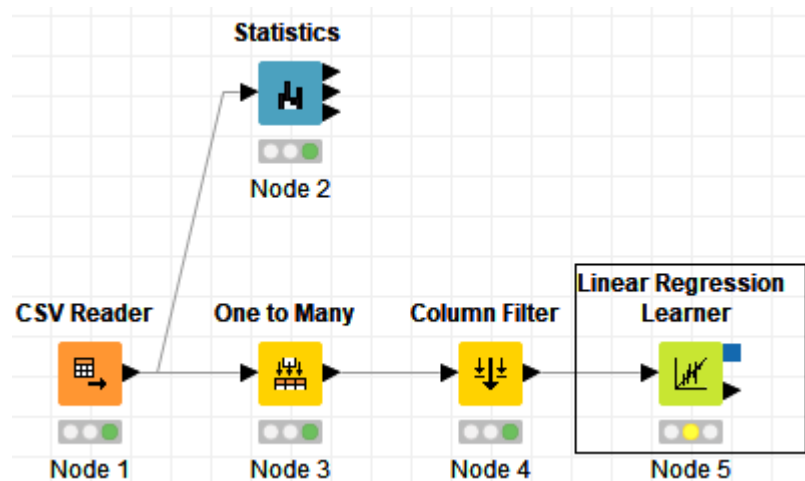 Statistics
Node 2
CSV Reader
One to Many
Column Filter
Linear Regression
Learner
Node 1
Node 3
Node 4
Node 5